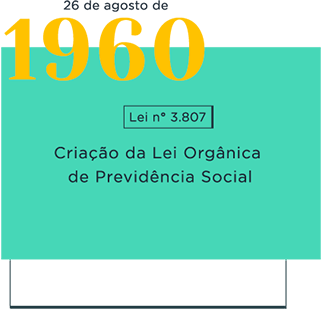 26 de agosto de
1960
Lei n° 3.807
Criação da Lei Orgânica
de Previdência Social